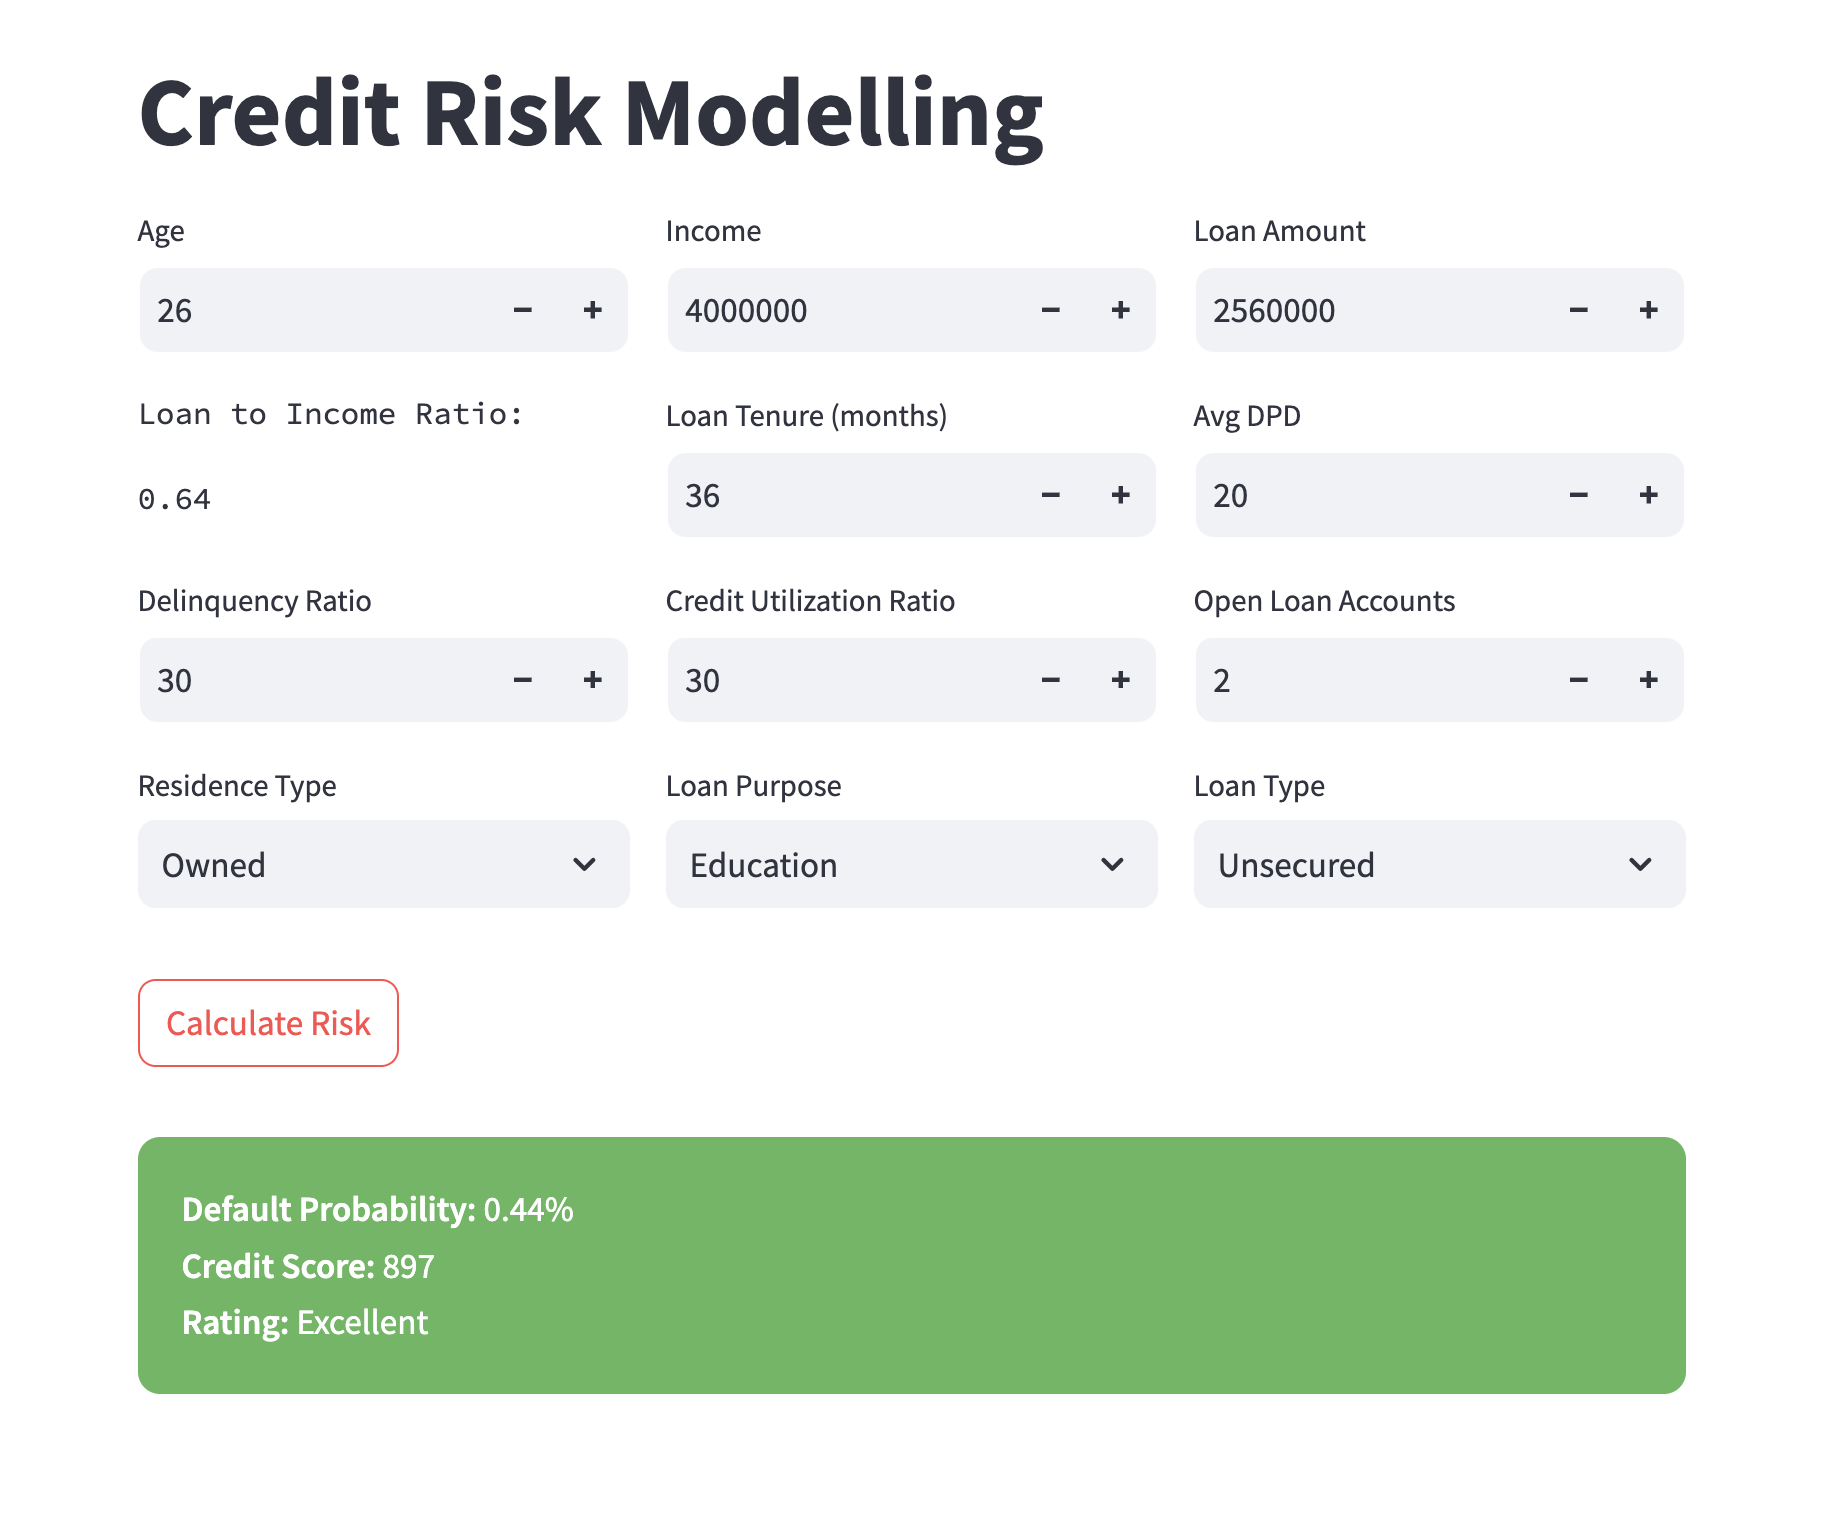 Credit Risk Modelling
Age
Income
Loan Amount
26
4000000
2560000
Loan to Income Ratio:
Loan Tenure (months)
Avg DPD
0.64
36
20
Delinquency Ratio
Credit Utilization Ratio
Open Loan Accounts
30
30
2
Residence Type
Loan Purpose
Loan Type
Owned
Education
Unsecured
Calculate Risk
Default Probability: 0.44%
Credit Score: 897
Rating: Excellent